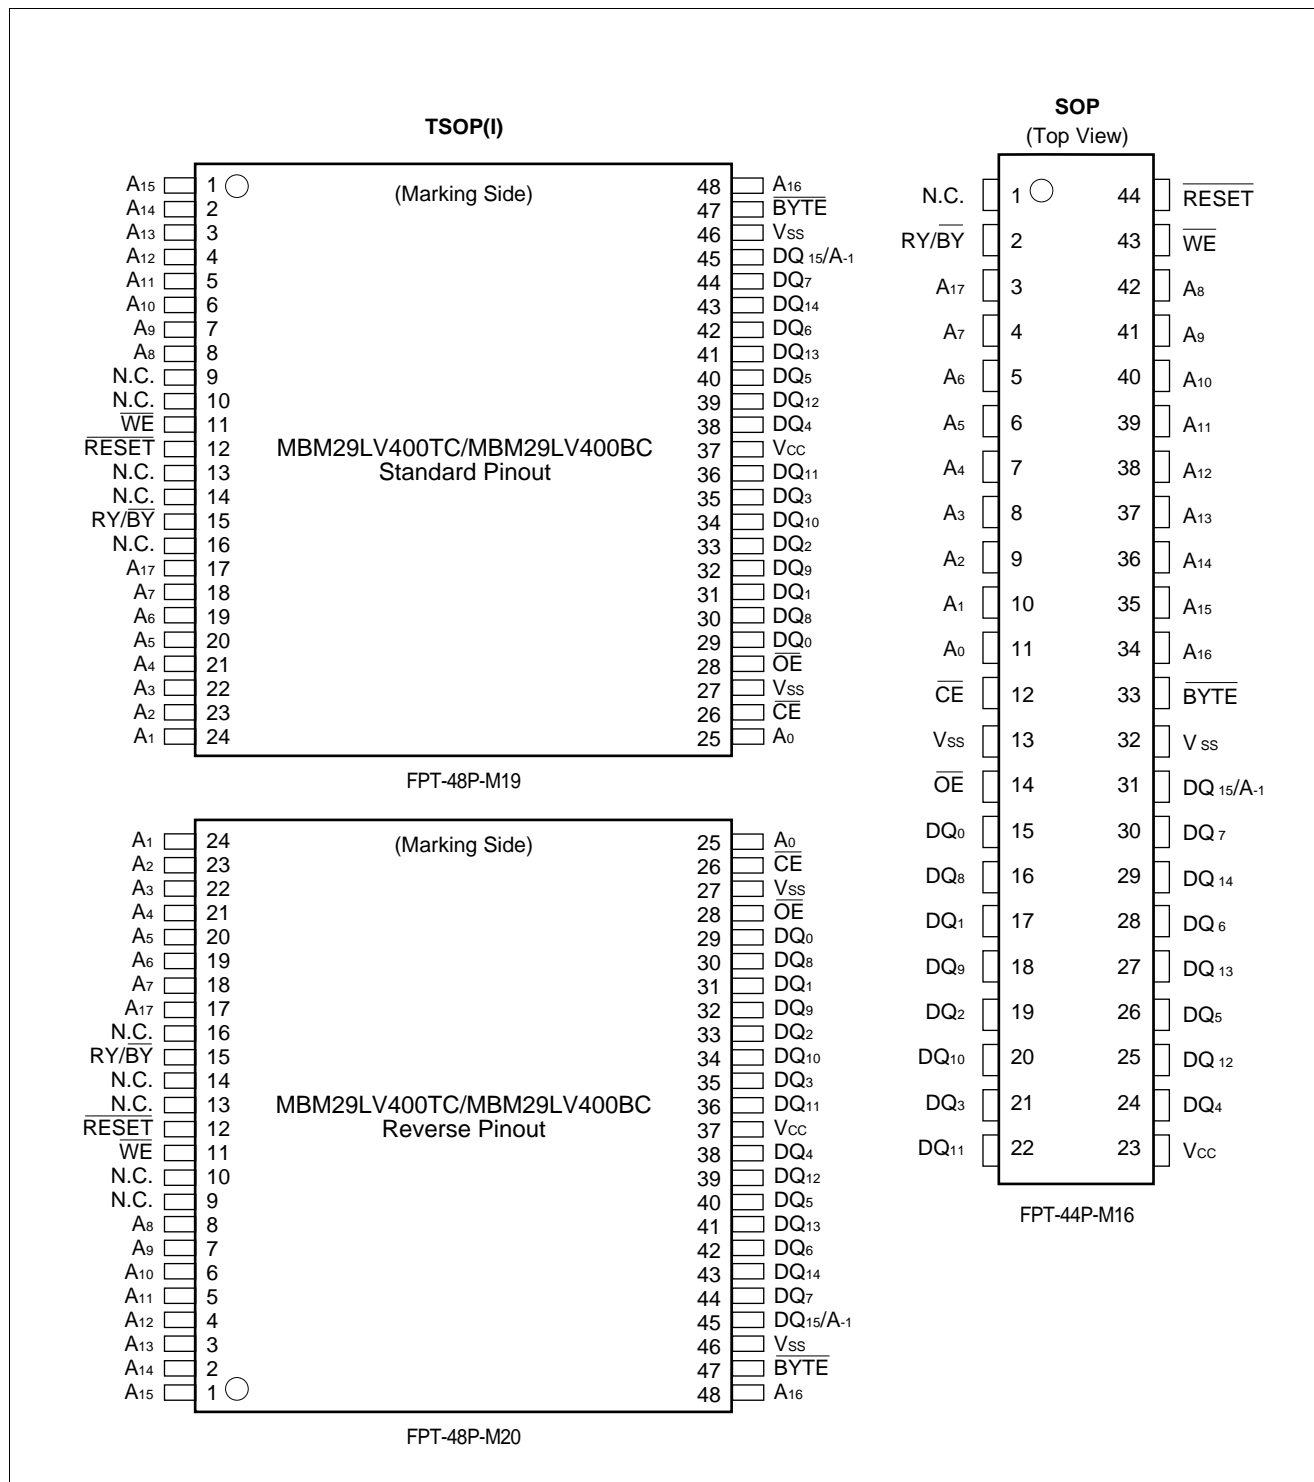 TSOP(I)
(Marking Side)
A15 1 48 A16
A14 2 47 BYTE
A13 3 46 VSS
A12 4 45 DQ 15/A-1
A11 5 44 DQ7
A10 6 43 DQ14
A9 7 42 DQ6
A8 8 41 DQ13
N.C. 9 40 DQ5
N.C. 10 39 DQ12
WE 11 38 DQ4
RESET 12 37 VCC
N.C. 13 36 DQ11
N.C. 14 35 DQ3
RY/BY 15 34 DQ10
N.C. 16 33 DQ2
A17 17 32 DQ9
A7 18 31 DQ1
A6 19 30 DQ8
A5 20 29 DQ0
A4 21 28 OE
A3 22 27 VSS
A2 23 26 CE
A1 24 25 A0
MBM29LV400TC/MBM29LV400BC
Standard Pinout
FPT-48P-M19
(Marking Side)
A1 24 25 A0
A2 23 26 CE
A3 22 27 VSS
A4 21 28 OE
A5 20 29 DQ0
A6 19 30 DQ8
A7 18 31 DQ1
A17 17 32 DQ9
N.C. 16 33 DQ2
RY/BY 15 34 DQ10
N.C. 14 35 DQ3
N.C. 13 36 DQ11
RESET 12 37 VCC
WE 11 38 DQ4
N.C. 10 39 DQ12
N.C. 9 40 DQ5
A8 8 41 DQ13
A9 7 42 DQ6
A10 6 43 DQ14
A11 5 44 DQ7
A12 4 45 DQ15/A-1
A13 3 46 VSS
A14 2 47 BYTE
A15 1 48 A16
MBM29LV400TC/MBM29LV400BC
Reverse Pinout
FPT-48P-M20
SOP
(Top View)
N.C. 1 44 RESET
RY/BY 2 43 WE
A17 3 42 A8
A7 4 41 A9
A6 5 40 A10
A5 6 39 A11
A4 7 38 A12
A3 8 37 A13
A2 9 36 A14
A1 10 35 A15
A0 11 34 A16
CE 12 33 BYTE
VSS 13 32 V SS
OE 14 31 DQ 15/A-1
DQ0 15 30 DQ 7
DQ8 16 29 DQ 14
DQ1 17 28 DQ 6
DQ9 18 27 DQ 13
DQ2 19 26 DQ5
DQ10 20 25 DQ 12
DQ3 21 24 DQ4
DQ11 22 23 VCC
FPT-44P-M16